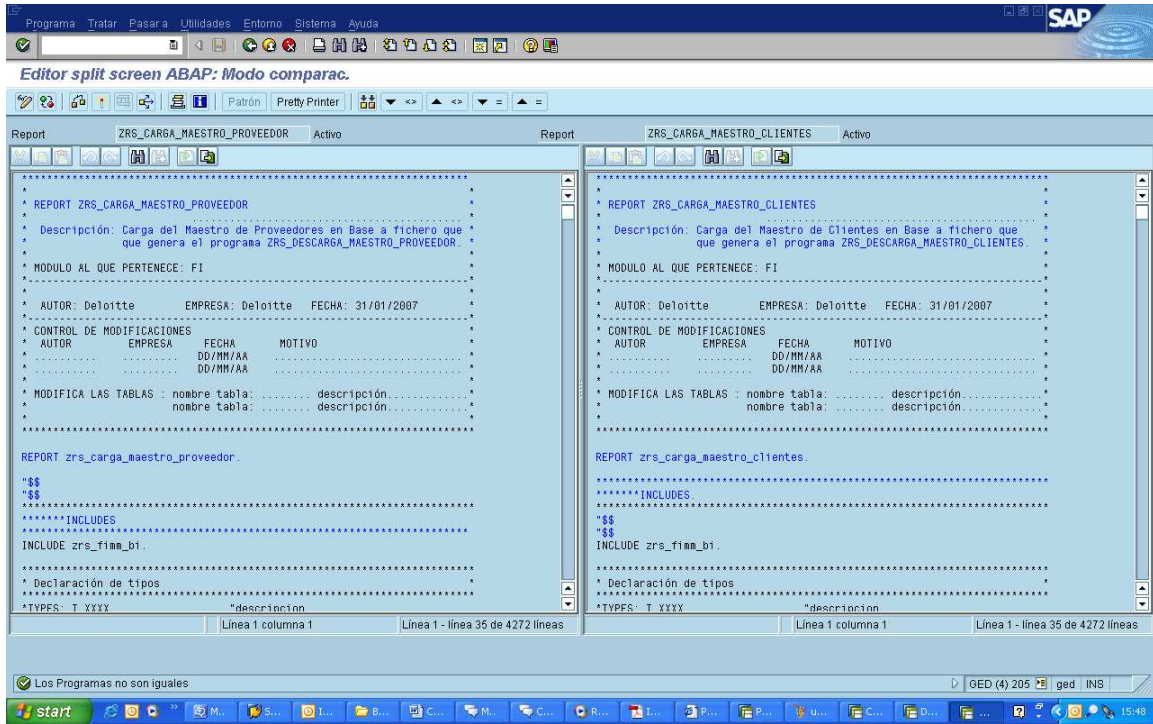 Programa Tratar Pasar a Utilidades Entorno Sistema Ayuda
SAP
Editor split screen ABAP: Modo comparac.
Patrón Pretty Printer
Report ZRS_CARGA_MAESTRO_PROVEEDOR Activo
Report ZRS_CARGA_MAESTRO_CLIENTES Activo
**********************************************************************
* *
* REPORT ZRS_CARGA_MAESTRO_PROVEEDOR *
* ........................................... *
* Descripción: Carga del Maestro de Proveedores en Base a fichero que *
* que genera el programa ZRS_DESCARGA_MAESTRO_PROVEEDOR. *
* *
* MODULO AL QUE PERTENECE: FI *
*----------------------------------------------------------------------*
* AUTOR: Deloitte EMPRESA: Deloitte FECHA: 31/01/2007 *
*----------------------------------------------------------------------*
* CONTROL DE MODIFICACIONES *
* AUTOR EMPRESA FECHA MOTIVO *
* .......... ......... DD/MM/AA ............................. *
* .......... ......... DD/MM/AA ............................. *
* *
* MODIFICA LAS TABLAS : nombre tabla: ........ descripción.............*
* nombre tabla: ........ descripción.............*
* *
**********************************************************************
REPORT zrs_carga_maestro_proveedor.
"$$
"$$
**********************************************************************
*******INCLUDES
**********************************************************************
INCLUDE zrs_fimm_bi.
**********************************************************************
* Declaración de tipos *
**********************************************************************
*TYPES: T_XXXX "descripcion
Línea 1 columna 1 Línea 1 - línea 35 de 4272 líneas
**********************************************************************
* *
* REPORT ZRS_CARGA_MAESTRO_CLIENTES *
* ........................................... *
* Descripción: Carga del Maestro de Clientes en Base a fichero que *
* que genera el programa ZRS_DESCARGA_MAESTRO_CLIENTES. *
* *
* MODULO AL QUE PERTENECE: FI *
*----------------------------------------------------------------------*
* AUTOR: Deloitte EMPRESA: Deloitte FECHA: 31/01/2007 *
*----------------------------------------------------------------------*
* CONTROL DE MODIFICACIONES *
* AUTOR EMPRESA FECHA MOTIVO *
* .......... ......... DD/MM/AA ............................. *
* .......... ......... DD/MM/AA ............................. *
* *
* MODIFICA LAS TABLAS : nombre tabla: ........ descripción.............*
* nombre tabla: ........ descripción.............*
* *
**********************************************************************
REPORT zrs_carga_maestro_clientes.
**********************************************************************
*******INCLUDES.
**********************************************************************
"$$
"$$
INCLUDE zrs_fimm_bi.
**********************************************************************
* Declaración de tipos *
**********************************************************************
*TYPES: T_XXXX "descripcion
Línea 1 columna 1 Línea 1 - línea 35 de 4272 líneas
Los Programas no son iguales
GED (4) 205 ged INS
start M... S... I... B... C... M... C... R... I... P... P... u... C... D... ... 15:48